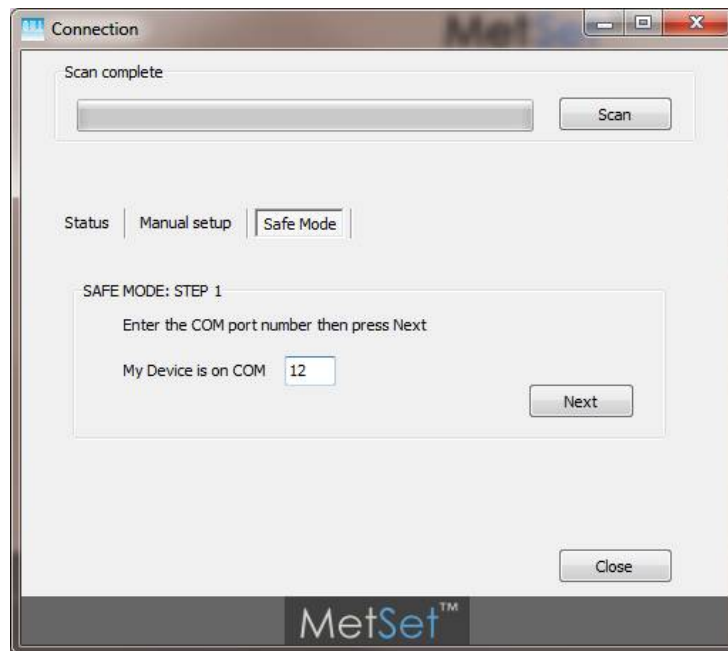 Connection
MetSet
Scan complete
Scan
Status
Manual setup
Safe Mode
SAFE MODE: STEP 1
Enter the COM port number then press Next
My Device is on COM 12
Next
Close
MetSet™